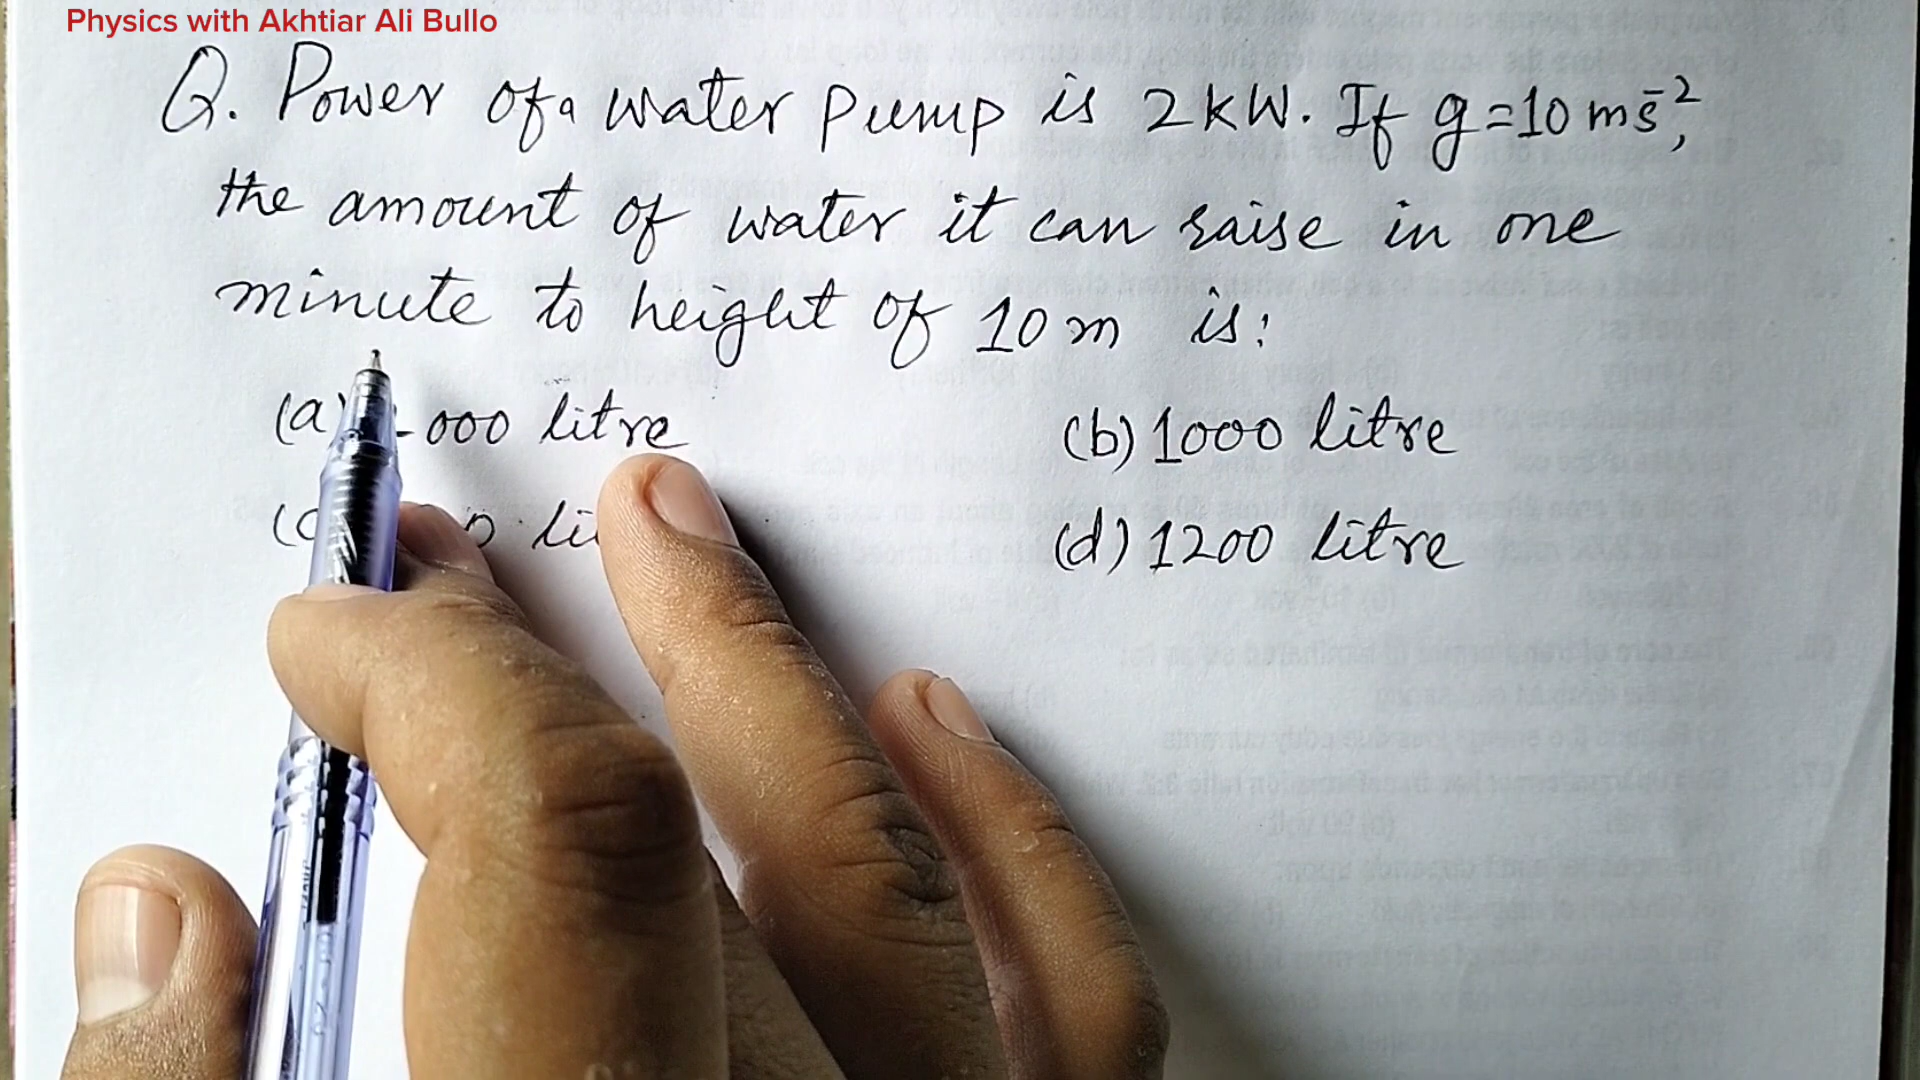 Physics with Akhtiar Ali Bullo
Q. Power of a water pump is 2 kW. If g = 10 ms⁻²,
the amount of water it can raise in one
minute to height of 10 m is:
(a) 000 litre
(b) 1000 litre
(d) 1200 litre